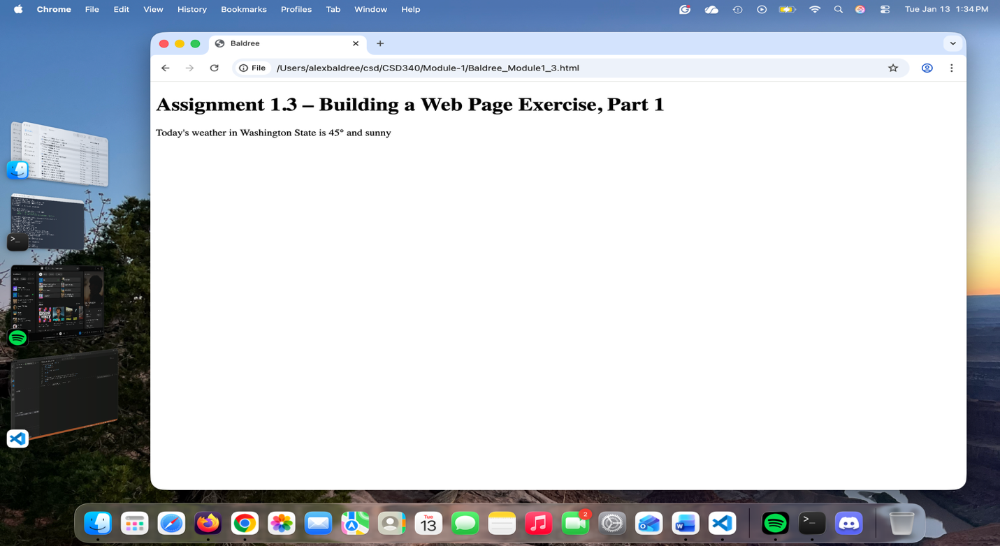 Chrome File Edit View History Bookmarks Profiles Tab Window Help Tue Jan 13 1:34 PM
Baldree
File /Users/alexbaldree/csd/CSD340/Module-1/Baldree_Module1_3.html
Assignment 1.3 – Building a Web Page Exercise, Part 1
Today's weather in Washington State is 45° and sunny
Tue
13
2